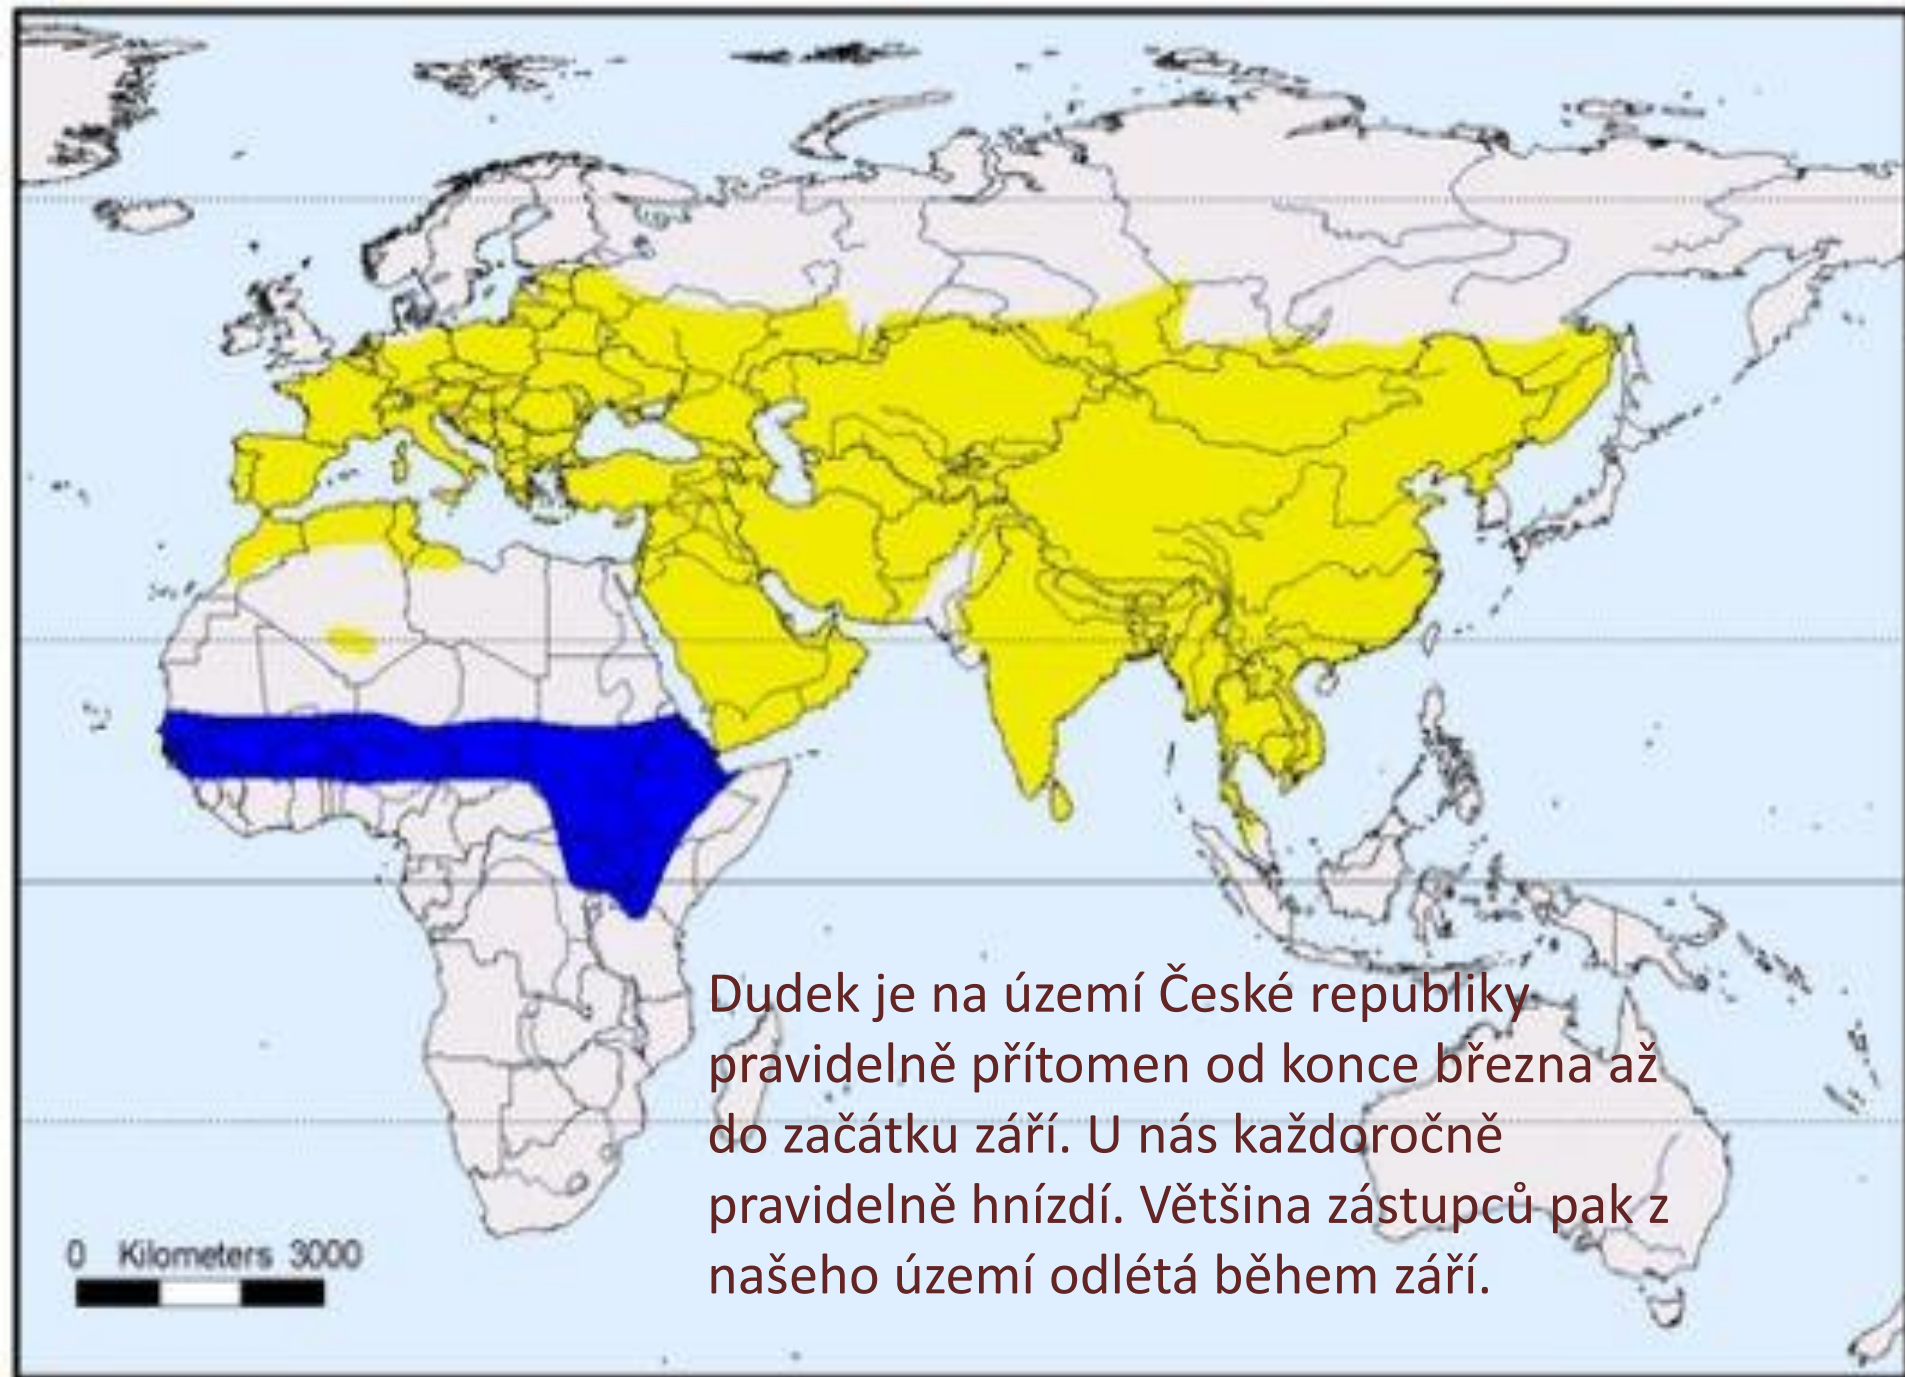 Dudek je na území České republiky
pravidelně přítomen od konce března až
do začátku září. U nás každoročně
pravidelně hnízdí. Většina zástupců pak z
našeho území odlétá během září.
0 Kilometers 3000